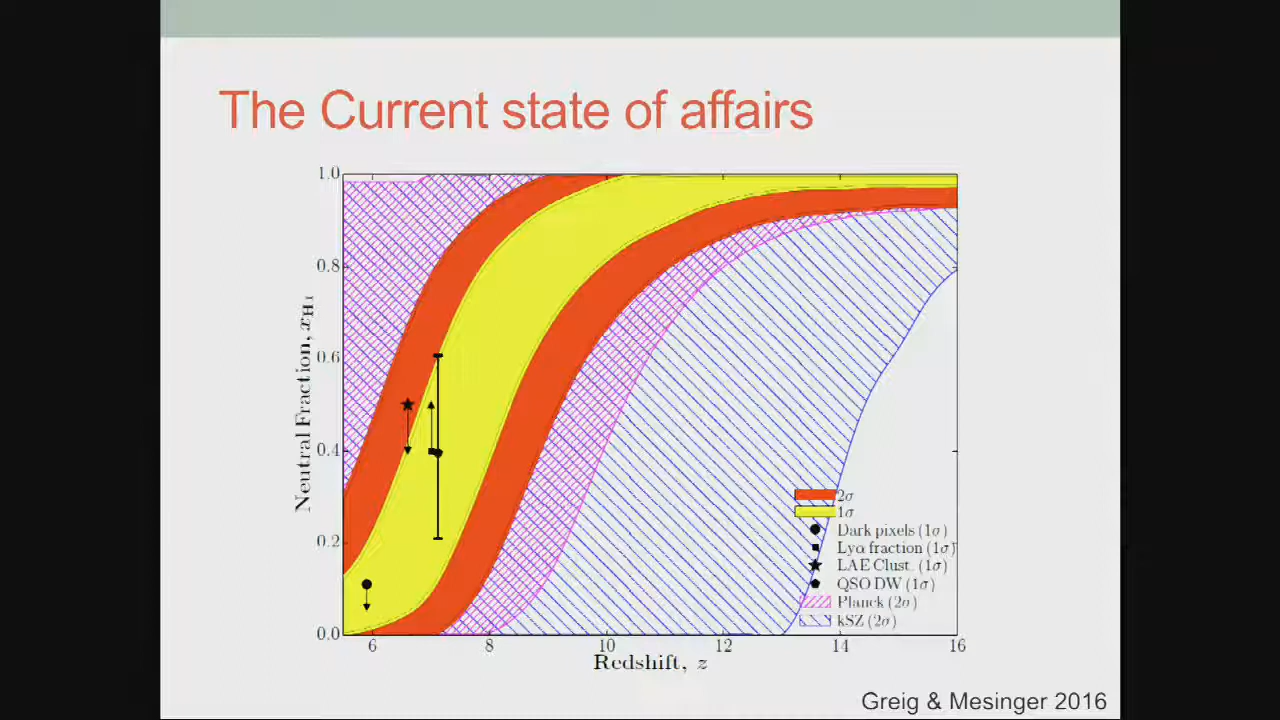 The Current state of affairs
1.0
0.8
0.6
0.4
0.2
0.0
Neutral Fraction, xHI
6 8 10 12 14 16
Redshift, z
2σ
1σ
Dark pixels (1σ)
Lyα fraction (1σ)
LAE Clust. (1σ)
QSO DW (1σ)
Planck (2σ)
kSZ (2σ)
Greig & Mesinger 2016